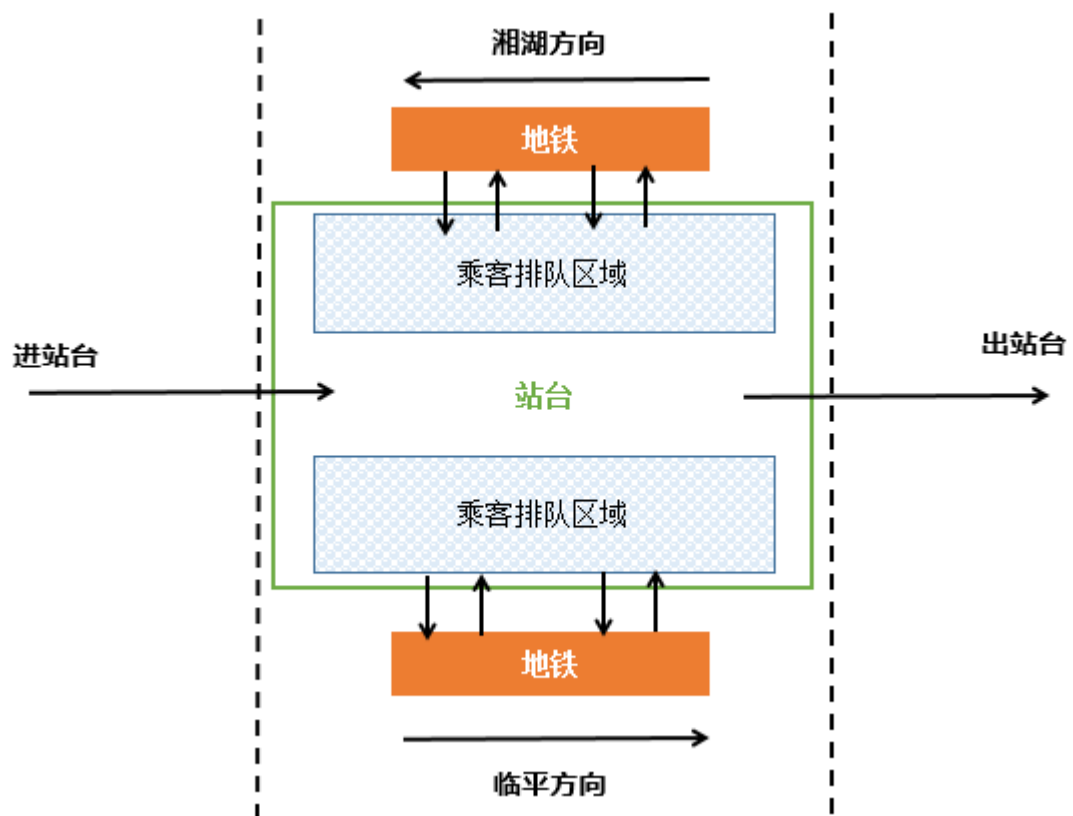 湘湖方向
地铁
乘客排队区域
进站台
出站台
站台
乘客排队区域
地铁
临平方向